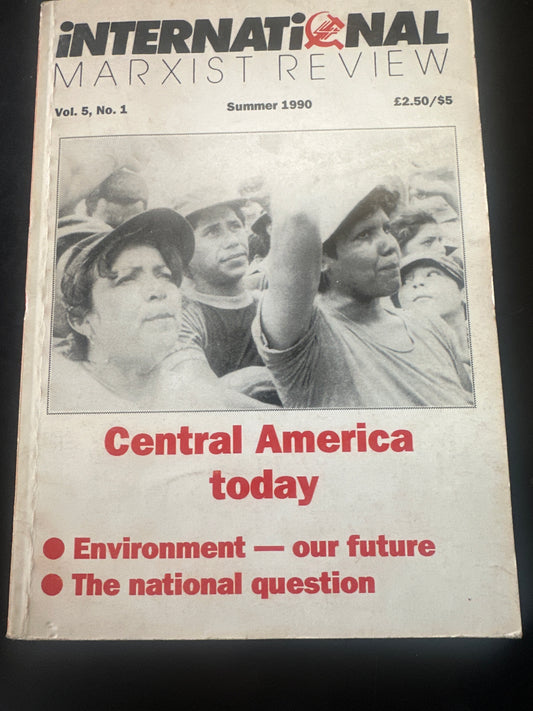 iNTERNATiONAL
MARXIST REVIEW
Vol. 5, No. 1 Summer 1990 £2.50/$5
Central America
today
● Environment — our future
● The national question